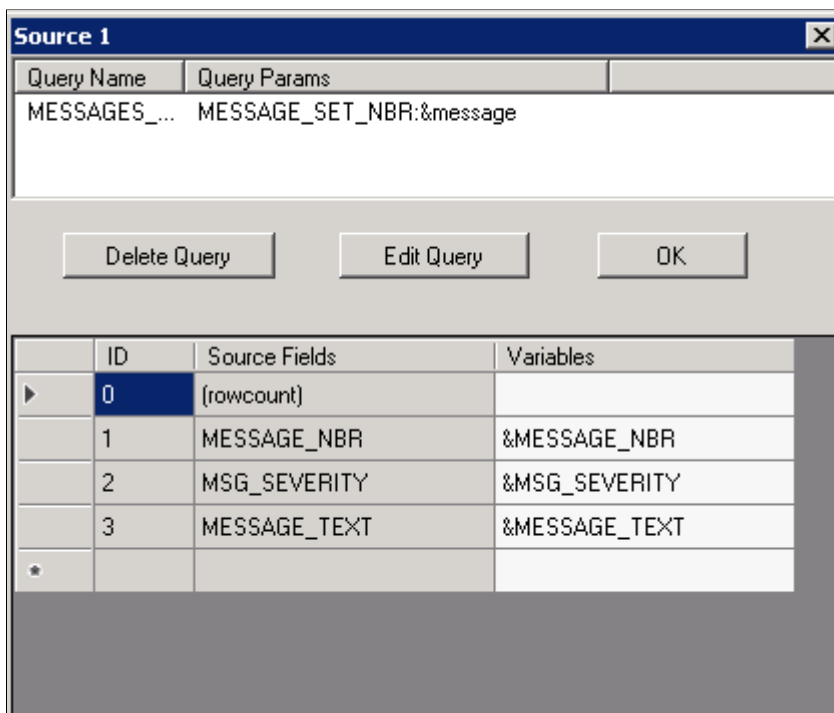 Source 1
Query Name Query Params
MESSAGES_... MESSAGE_SET_NBR:&message
Delete Query Edit Query OK
ID Source Fields Variables
0 (rowcount)
1 MESSAGE_NBR &MESSAGE_NBR
2 MSG_SEVERITY &MSG_SEVERITY
3 MESSAGE_TEXT &MESSAGE_TEXT